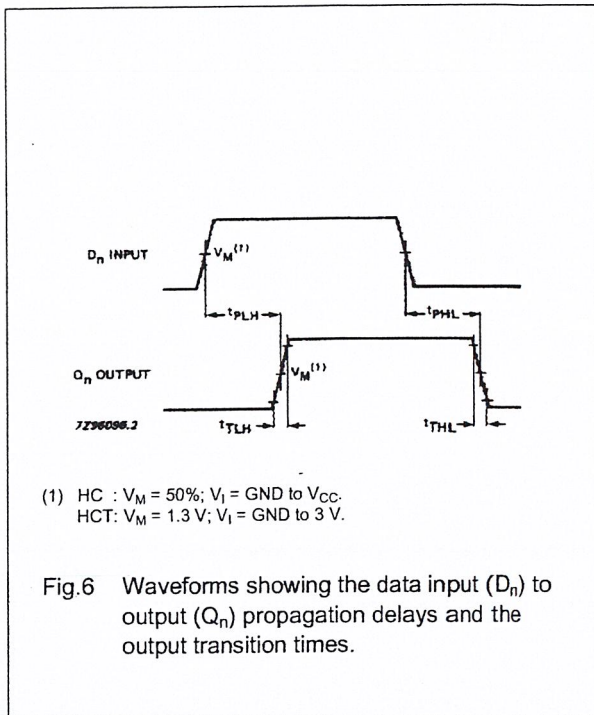 Dn INPUT
VM(1)
tPLH
tPHL
Qn OUTPUT
VM(1)
7Z96096.2
tTLH
tTHL
(1) HC : VM = 50%; VI = GND to VCC.
HCT: VM = 1.3 V; VI = GND to 3 V.
Fig.6 Waveforms showing the data input (Dn) to
output (Qn) propagation delays and the
output transition times.